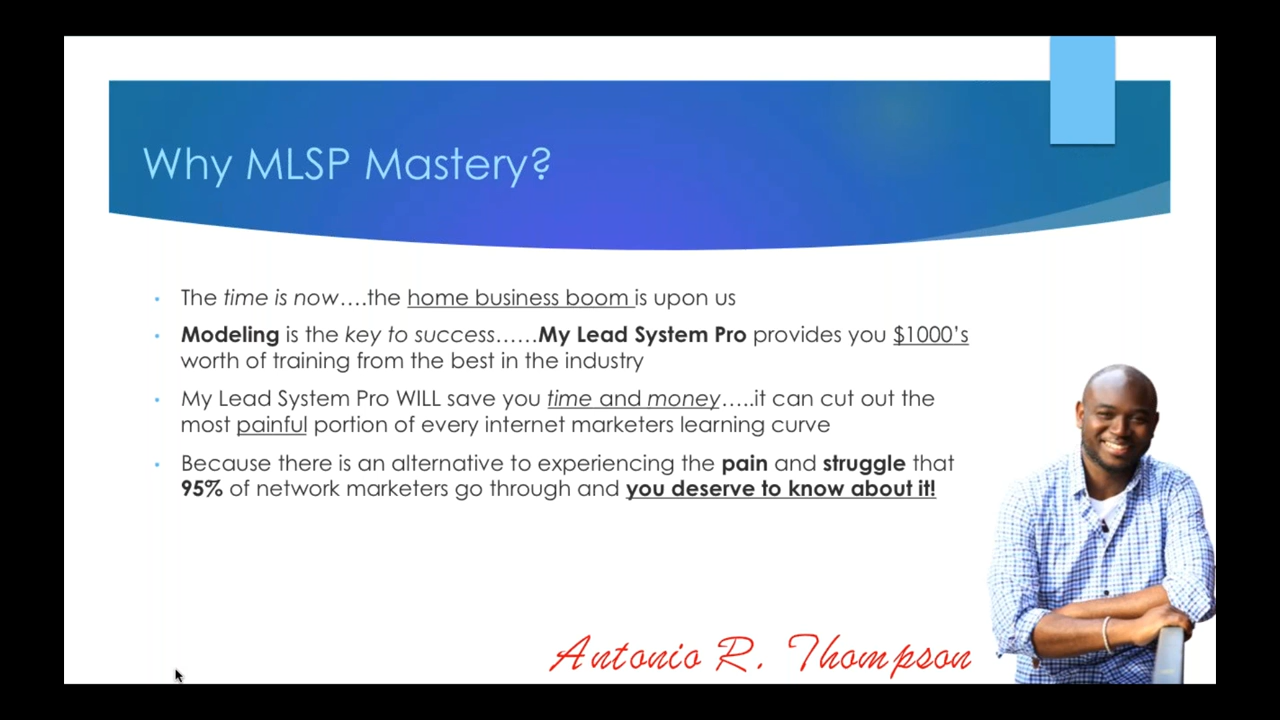 Why MLSP Mastery?
The time is now….the home business boom is upon us
Modeling is the key to success……My Lead System Pro provides you $1000’s
worth of training from the best in the industry
My Lead System Pro WILL save you time and money…..it can cut out the
most painful portion of every internet marketers learning curve
Because there is an alternative to experiencing the pain and struggle that
95% of network marketers go through and you deserve to know about it!
Antonio R. Thompson